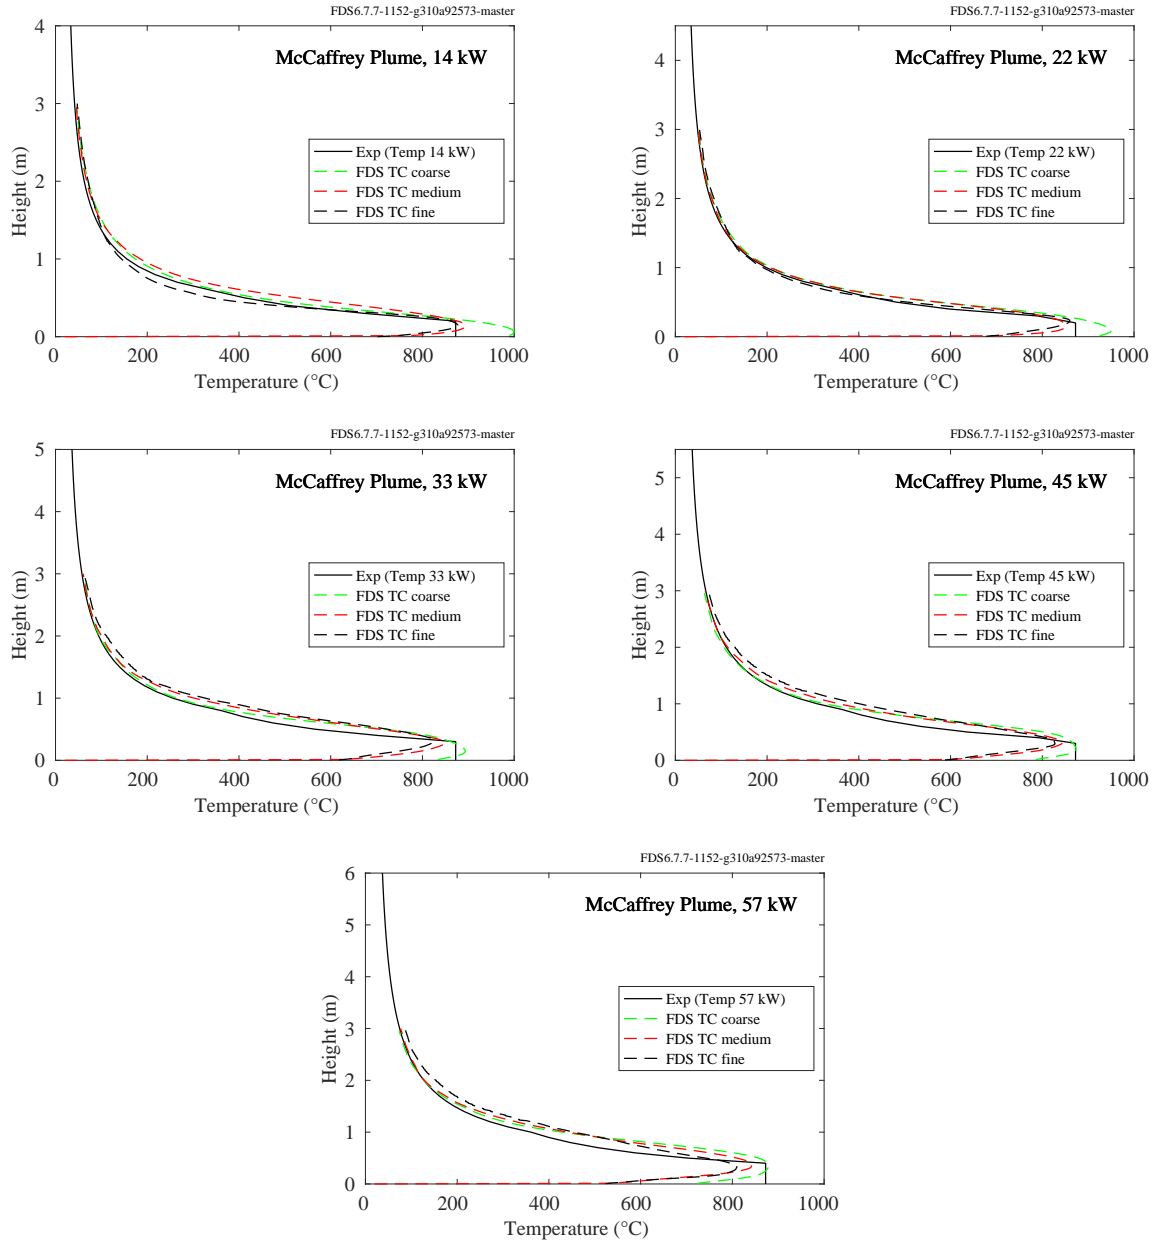 FDS6.7.7-1152-g310a92573-master
McCaffrey Plume, 14 kW
Height (m)
4
3
2
1
0
Exp (Temp 14 kW)
FDS TC coarse
FDS TC medium
FDS TC fine
0 200 400 600 800 1000
Temperature (°C)
FDS6.7.7-1152-g310a92573-master
McCaffrey Plume, 22 kW
Height (m)
4
3
2
1
0
Exp (Temp 22 kW)
FDS TC coarse
FDS TC medium
FDS TC fine
0 200 400 600 800 1000
Temperature (°C)
FDS6.7.7-1152-g310a92573-master
McCaffrey Plume, 33 kW
Height (m)
5
4
3
2
1
0
Exp (Temp 33 kW)
FDS TC coarse
FDS TC medium
FDS TC fine
0 200 400 600 800 1000
Temperature (°C)
FDS6.7.7-1152-g310a92573-master
McCaffrey Plume, 45 kW
Height (m)
5
4
3
2
1
0
Exp (Temp 45 kW)
FDS TC coarse
FDS TC medium
FDS TC fine
0 200 400 600 800 1000
Temperature (°C)
FDS6.7.7-1152-g310a92573-master
McCaffrey Plume, 57 kW
Height (m)
6
5
4
3
2
1
0
Exp (Temp 57 kW)
FDS TC coarse
FDS TC medium
FDS TC fine
0 200 400 600 800 1000
Temperature (°C)